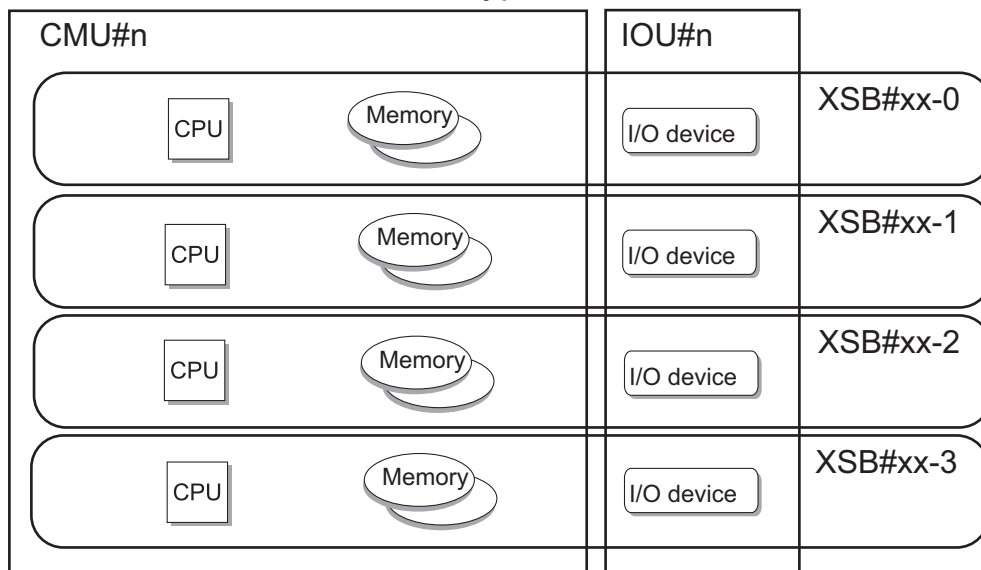 CMU#n
IOU#n
CPU
Memory
I/O device
XSB#xx-0
CPU
Memory
I/O device
XSB#xx-1
CPU
Memory
I/O device
XSB#xx-2
CPU
Memory
I/O device
XSB#xx-3